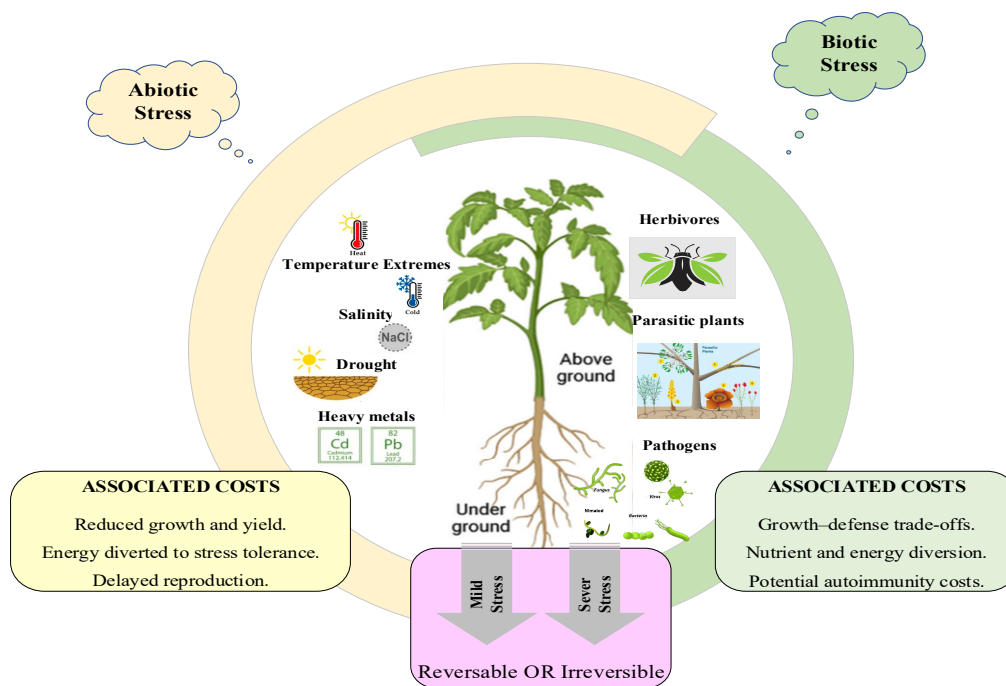 Abiotic
Stress
Biotic
Stress
Heat
Temperature Extremes
Cold
Salinity
NaCl
Drought
Heavy metals
48
Cd
Cadmium
112.414
82
Pb
Lead
207.2
Above
ground
Under
ground
Herbivores
Parasitic plants
Parasitic
Plants
Pathogens
Fungus
Virus
Nimatod
Bacteria
ASSOCIATED COSTS
Reduced growth and yield.
Energy diverted to stress tolerance.
Delayed reproduction.
ASSOCIATED COSTS
Growth–defense trade-offs.
Nutrient and energy diversion.
Potential autoimmunity costs.
Mild
Stress
Sever
Stress
Reversable OR Irreversible